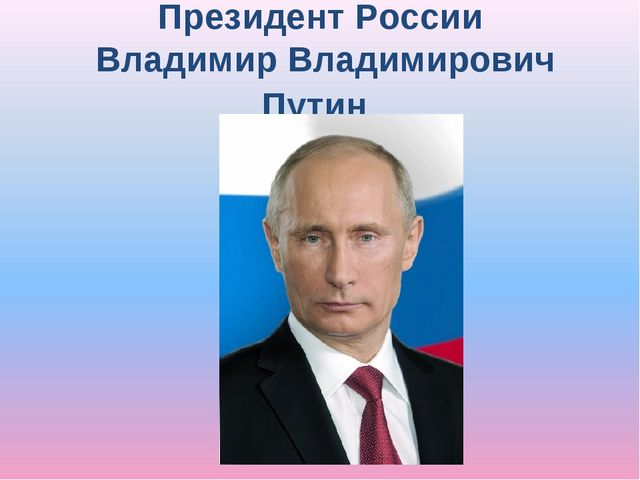 Президент России
Владимир Владимирович
Путин